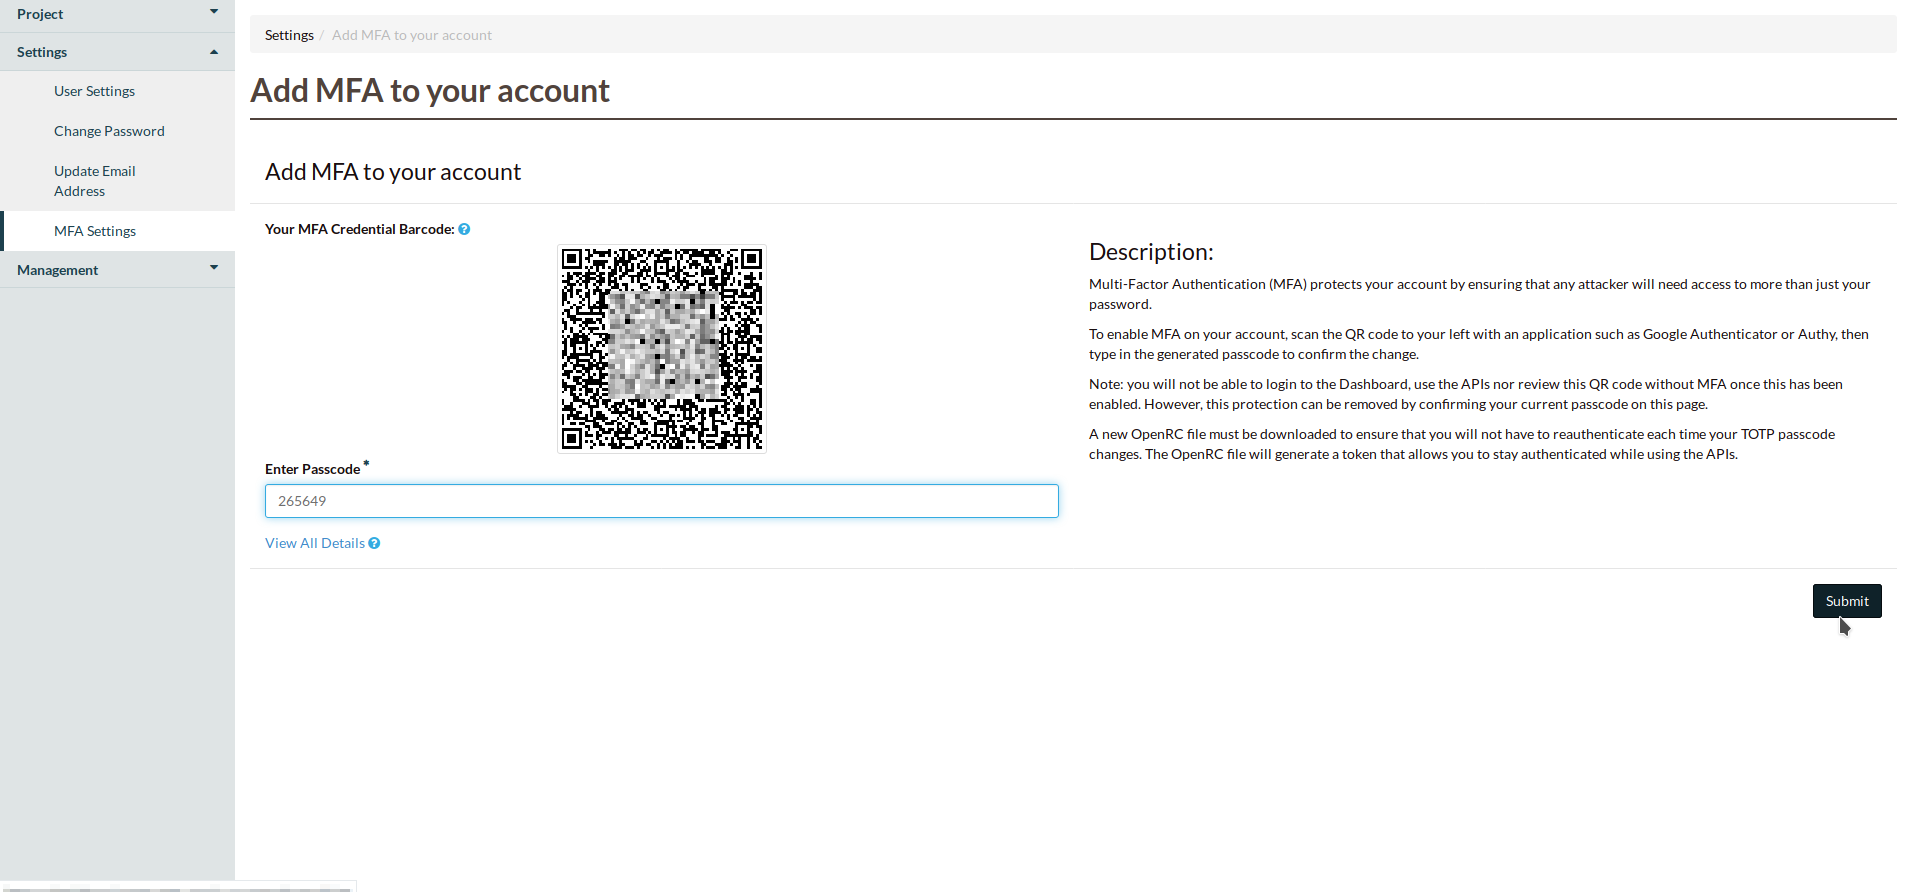 Project
Settings
User Settings
Change Password
Update Email
Address
MFA Settings
Management
Settings / Add MFA to your account
Add MFA to your account
Add MFA to your account
Your MFA Credential Barcode: ?
Enter Passcode *
265649
View All Details ?
Description:
Multi-Factor Authentication (MFA) protects your account by ensuring that any attacker will need access to more than just your
password.
To enable MFA on your account, scan the QR code to your left with an application such as Google Authenticator or Authy, then
type in the generated passcode to confirm the change.
Note: you will not be able to login to the Dashboard, use the APIs nor review this QR code without MFA once this has been
enabled. However, this protection can be removed by confirming your current passcode on this page.
A new OpenRC file must be downloaded to ensure that you will not have to reauthenticate each time your TOTP passcode
changes. The OpenRC file will generate a token that allows you to stay authenticated while using the APIs.
Submit